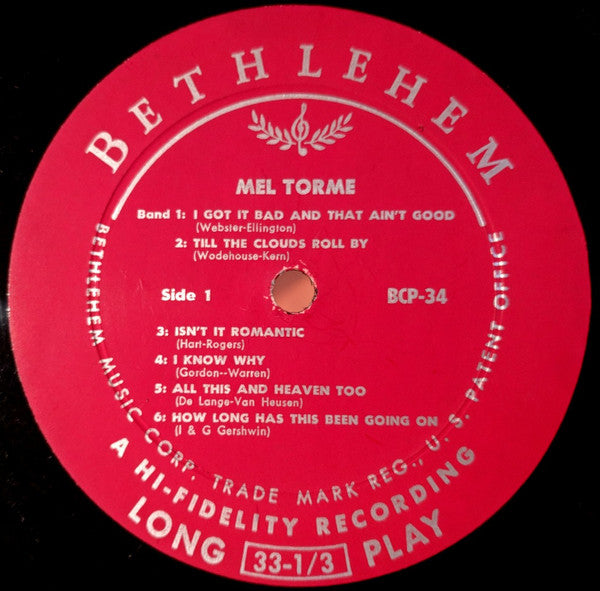 BETHLEHEM
MEL TORME
Band 1: I GOT IT BAD AND THAT AIN'T GOOD
(Webster-Ellington)
2: TILL THE CLOUDS ROLL BY
(Wodehouse-Kern)
Side 1
BCP-34
3: ISN'T IT ROMANTIC
(Hart-Rogers)
4: I KNOW WHY
(Gordon--Warren)
5: ALL THIS AND HEAVEN TOO
(De Lange-Van Heusen)
6: HOW LONG HAS THIS BEEN GOING ON
(I & G Gershwin)
BETHLEHEM MUSIC CORP. TRADE MARK REG., U. S. PATENT OFFICE
A HI-FIDELITY RECORDING
LONG 33-1/3 PLAY